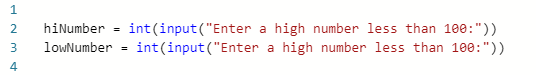 1
2 hiNumber = int(input("Enter a high number less than 100:"))
3 lowNumber = int(input("Enter a high number less than 100:"))
4